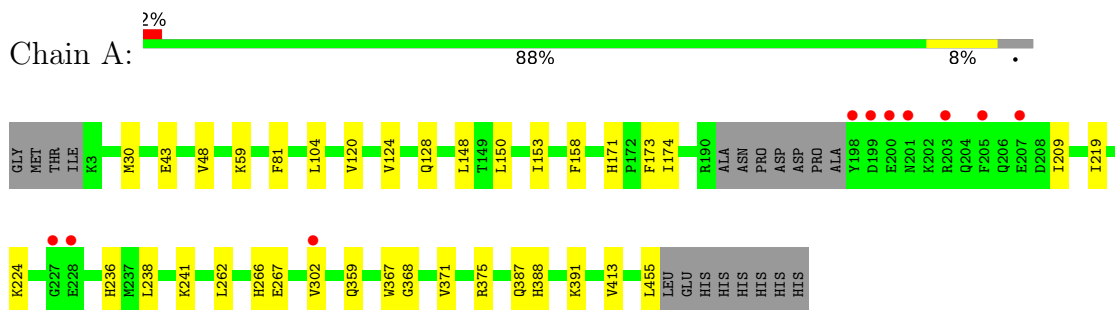 2%
Chain A:
88% 8% •
GLY MET THR ILE K3 M30 E43 V48 K59 F81 L104 V120 V124 Q128 L148 T149 L150 I153 F158 H171 P172 F173 I174 R190 ALA ASN PRO ASP ASP PRO ALA Y198 D199 E200 N201 K202 R203 Q204 F205 Q206 E207 D208 I209 I219
K224 G227 E228 H236 M237 L238 K241 L262 H266 E267 V302 Q359 W367 G368 V371 R375 Q387 H388 K391 V413 L455 LEU GLU HIS HIS HIS HIS HIS HIS